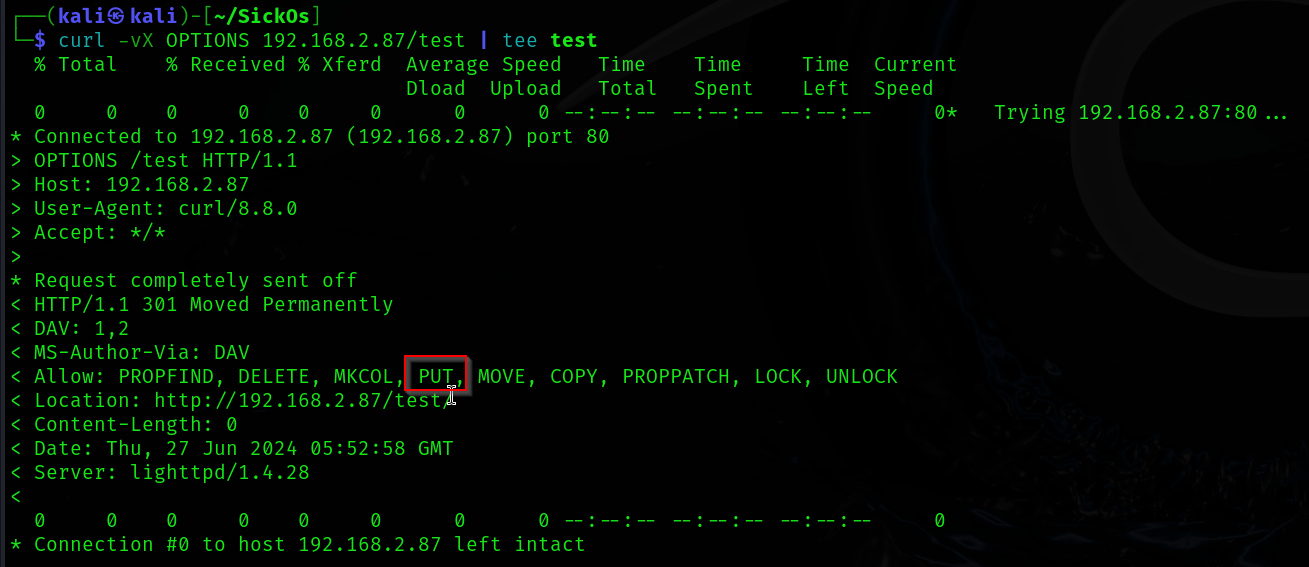 ┌──(kali㉿kali)-[~/SickOs]
└─$ curl -vX OPTIONS 192.168.2.87/test | tee test
  % Total    % Received % Xferd  Average Speed   Time    Time     Time  Current
                                 Dload  Upload   Total   Spent    Left  Speed
  0     0    0     0    0     0      0      0 --:--:-- --:--:-- --:--:--     0*   Trying 192.168.2.87:80...
* Connected to 192.168.2.87 (192.168.2.87) port 80
> OPTIONS /test HTTP/1.1
> Host: 192.168.2.87
> User-Agent: curl/8.8.0
> Accept: */*
>
* Request completely sent off
< HTTP/1.1 301 Moved Permanently
< DAV: 1,2
< MS-Author-Via: DAV
< Allow: PROPFIND, DELETE, MKCOL, PUT, MOVE, COPY, PROPPATCH, LOCK, UNLOCK
< Location: http://192.168.2.87/test/
< Content-Length: 0
< Date: Thu, 27 Jun 2024 05:52:58 GMT
< Server: lighttpd/1.4.28
<
  0     0    0     0    0     0      0      0 --:--:-- --:--:-- --:--:--     0
* Connection #0 to host 192.168.2.87 left intact